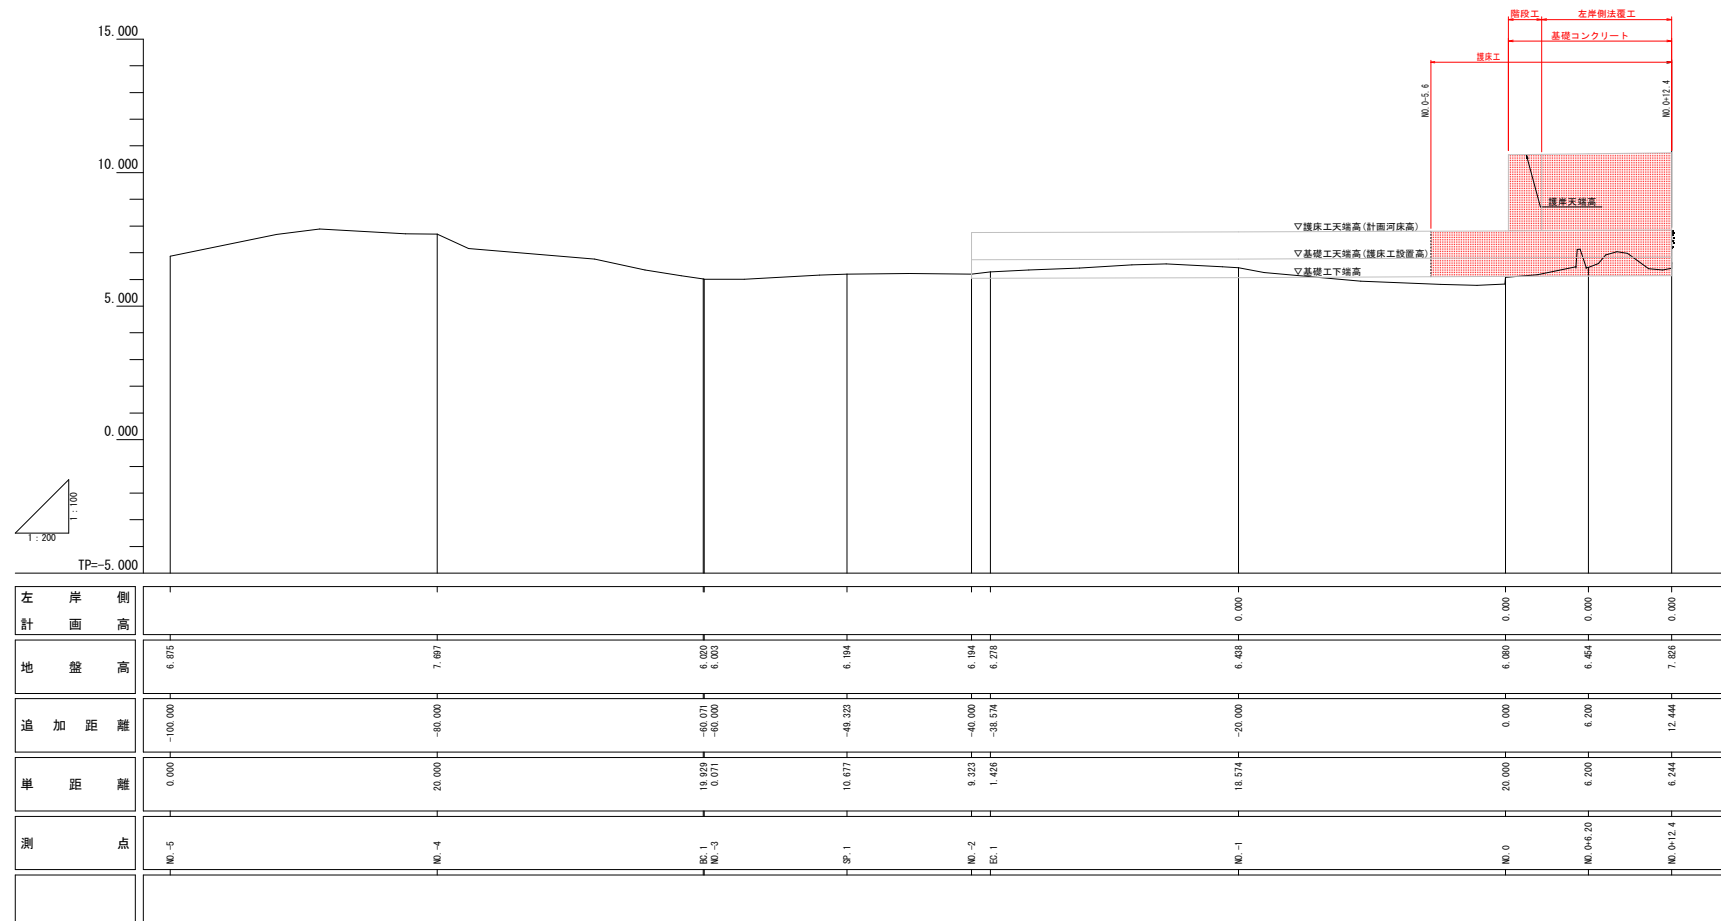 階段工 左岸側法覆工
基礎コンクリート
護床工
NO.0-5.6
NO.0+12.4
15.000
10.000
5.000
0.000
TP=-5.000
護岸天端高
▽護床工天端高(計画河床高)
▽基礎工天端高(護床工設置高)
▽基礎工下端高
1:100
1:200
左岸側
計画高
0.000 0.000 0.000 0.000
地盤高
6.875 7.697 6.020 6.003 6.194 6.194 6.278 6.438 6.080 6.454 7.826
追加距離
-100.000 -80.000 -60.071 -60.000 -49.323 -40.000 -38.574 -20.000 0.000 6.200 12.444
単距離
0.000 20.000 19.929 0.071 10.677 9.323 1.426 18.574 20.000 6.200 6.244
測点
NO.-5 NO.-4 BC.1 NO.-3 SP.1 NO.-2 EC.1 NO.-1 NO.0 NO.0+6.20 NO.0+12.4